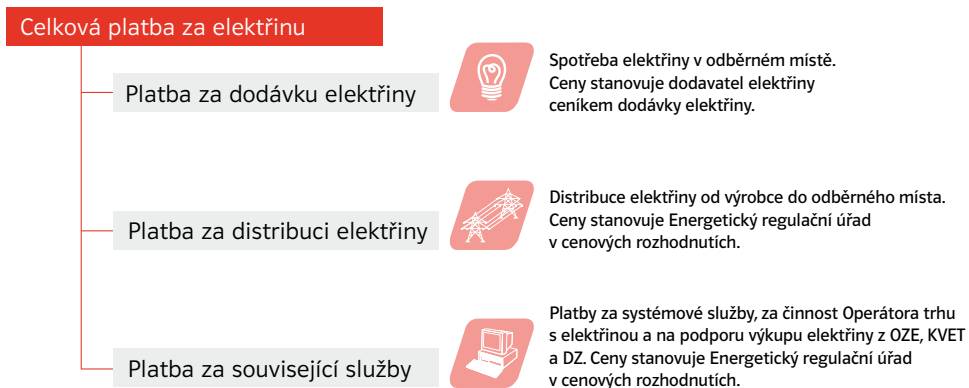 Celková platba za elektřinu
Platba za dodávku elektřiny
Spotřeba elektřiny v odběrném místě.
Ceny stanovuje dodavatel elektřiny
ceníkem dodávky elektřiny.
Platba za distribuci elektřiny
Distribuce elektřiny od výrobce do odběrného místa.
Ceny stanovuje Energetický regulační úřad
v cenových rozhodnutích.
Platba za související služby
Platby za systémové služby, za činnost Operátora trhu
s elektřinou a na podporu výkupu elektřiny z OZE, KVET
a DZ. Ceny stanovuje Energetický regulační úřad
v cenových rozhodnutích.